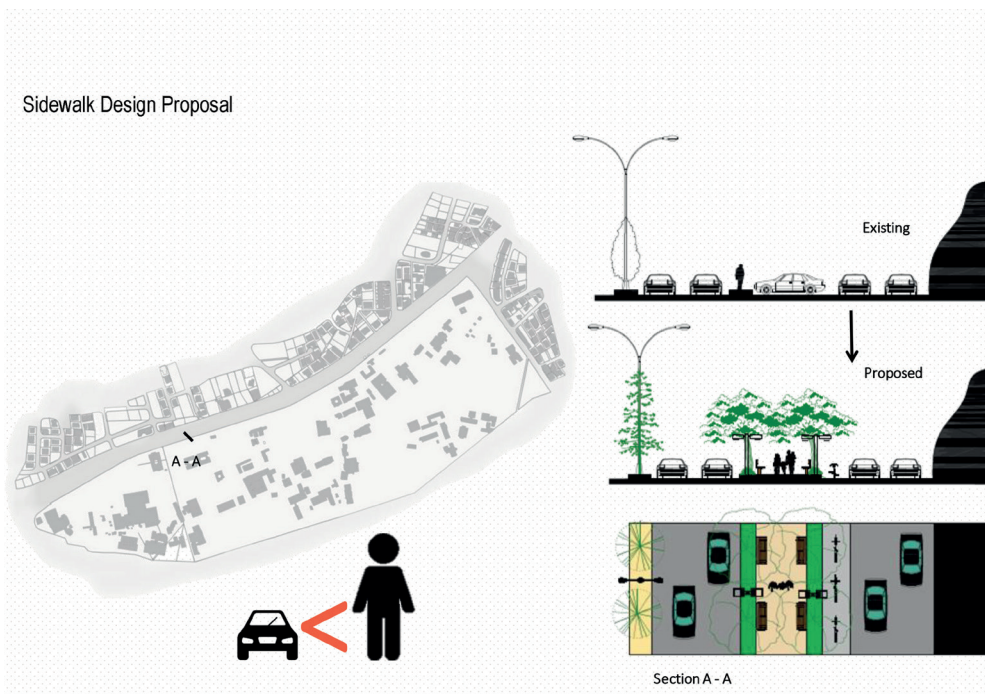 Sidewalk Design Proposal
Existing
Proposed
A - A
Section A - A